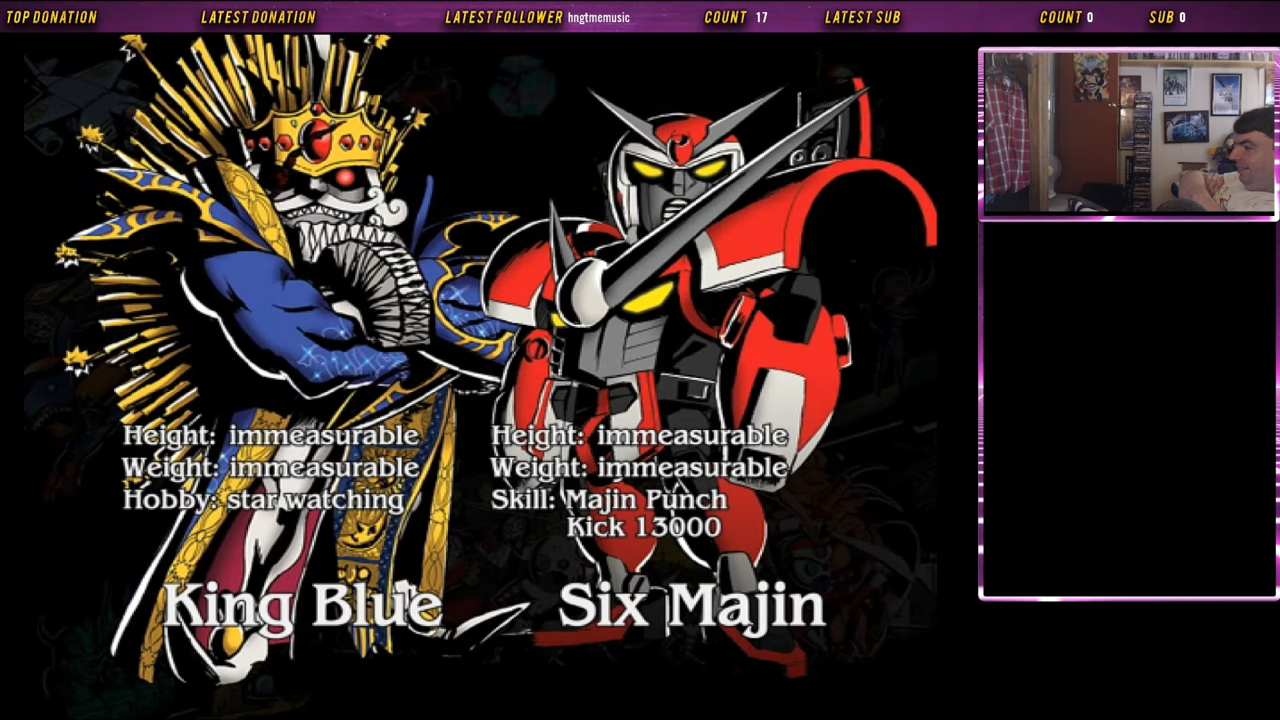 TOP DONATION LATEST DONATION LATEST FOLLOWER hngtmemusic COUNT 17 LATEST SUB COUNT 0 SUB 0
Height: immeasurable
Weight: immeasurable
Hobby: star watching
King Blue
Height: immeasurable
Weight: immeasurable
Skill: Majin Punch
Kick 13000
Six Majin